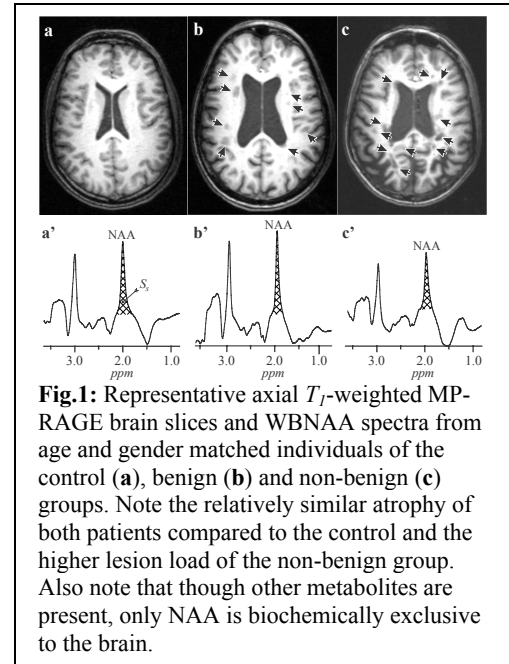 a b c
a' b' c'
NAA NAA NAA
S_s
3.0 2.0 1.0 3.0 2.0 1.0 3.0 2.0 1.0
ppm ppm ppm
Fig.1: Representative axial T1-weighted MP-
RAGE brain slices and WBNAA spectra from
age and gender matched individuals of the
control (a), benign (b) and non-benign (c)
groups. Note the relatively similar atrophy of
both patients compared to the control and the
higher lesion load of the non-benign group.
Also note that though other metabolites are
present, only NAA is biochemically exclusive
to the brain.